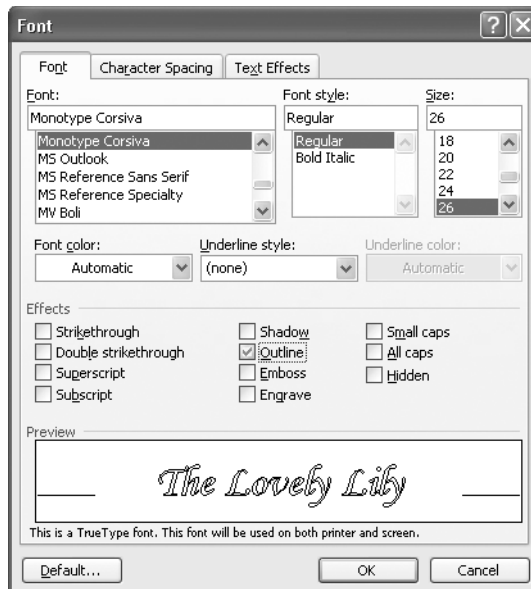 Font
Font Character Spacing Text Effects
Font: Font style: Size:
Monotype Corsiva Regular 26
Monotype Corsiva Regular 18
MS Outlook Bold Italic 20
MS Reference Sans Serif 22
MS Reference Specialty 24
MV Boli 26
Font color: Underline style: Underline color:
Automatic (none) Automatic
Effects
Strikethrough Shadow Small caps
Double strikethrough Outline All caps
Superscript Emboss Hidden
Subscript Engrave
Preview
The Lovely Lily
This is a TrueType font. This font will be used on both printer and screen.
Default... OK Cancel